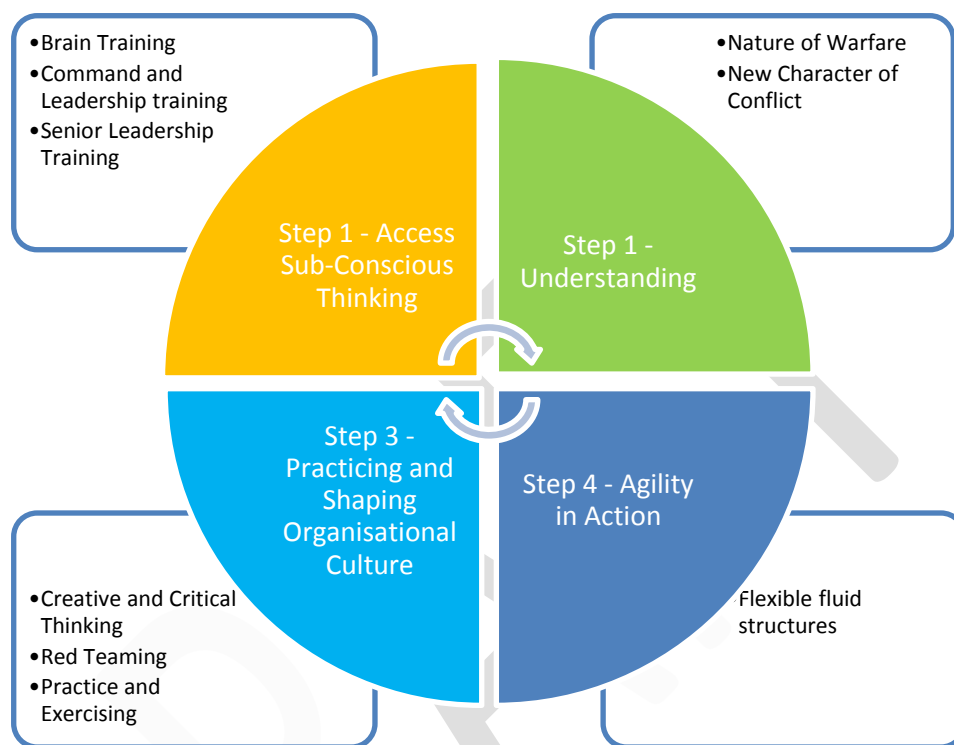 •Brain Training
•Command and
Leadership training
•Senior Leadership
Training
•Nature of Warfare
•New Character of
Conflict
Step 1 - Access
Sub-Conscious
Thinking
Step 1 -
Understanding
Step 3 -
Practicing and
Shaping
Organisational
Culture
Step 4 - Agility
in Action
•Creative and Critical
Thinking
•Red Teaming
•Practice and
Exercising
Flexible fluid
structures